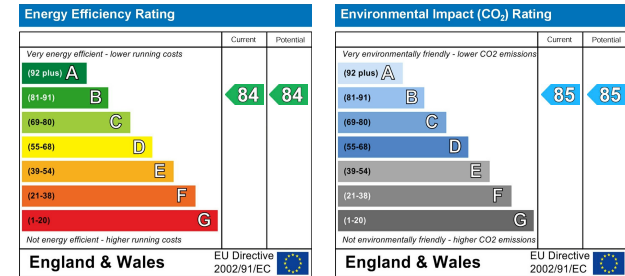 Energy Efficiency Rating
Current Potential
Very energy efficient - lower running costs
(92 plus) A
(81-91) B 84 84
(69-80) C
(55-68) D
(39-54) E
(21-38) F
(1-20) G
Not energy efficient - higher running costs
England & Wales EU Directive 2002/91/EC
Environmental Impact (CO₂) Rating
Current Potential
Very environmentally friendly - lower CO2 emissions
(92 plus) A
(81-91) B 85 85
(69-80) C
(55-68) D
(39-54) E
(21-38) F
(1-20) G
Not environmentally friendly - higher CO2 emissions
England & Wales EU Directive 2002/91/EC